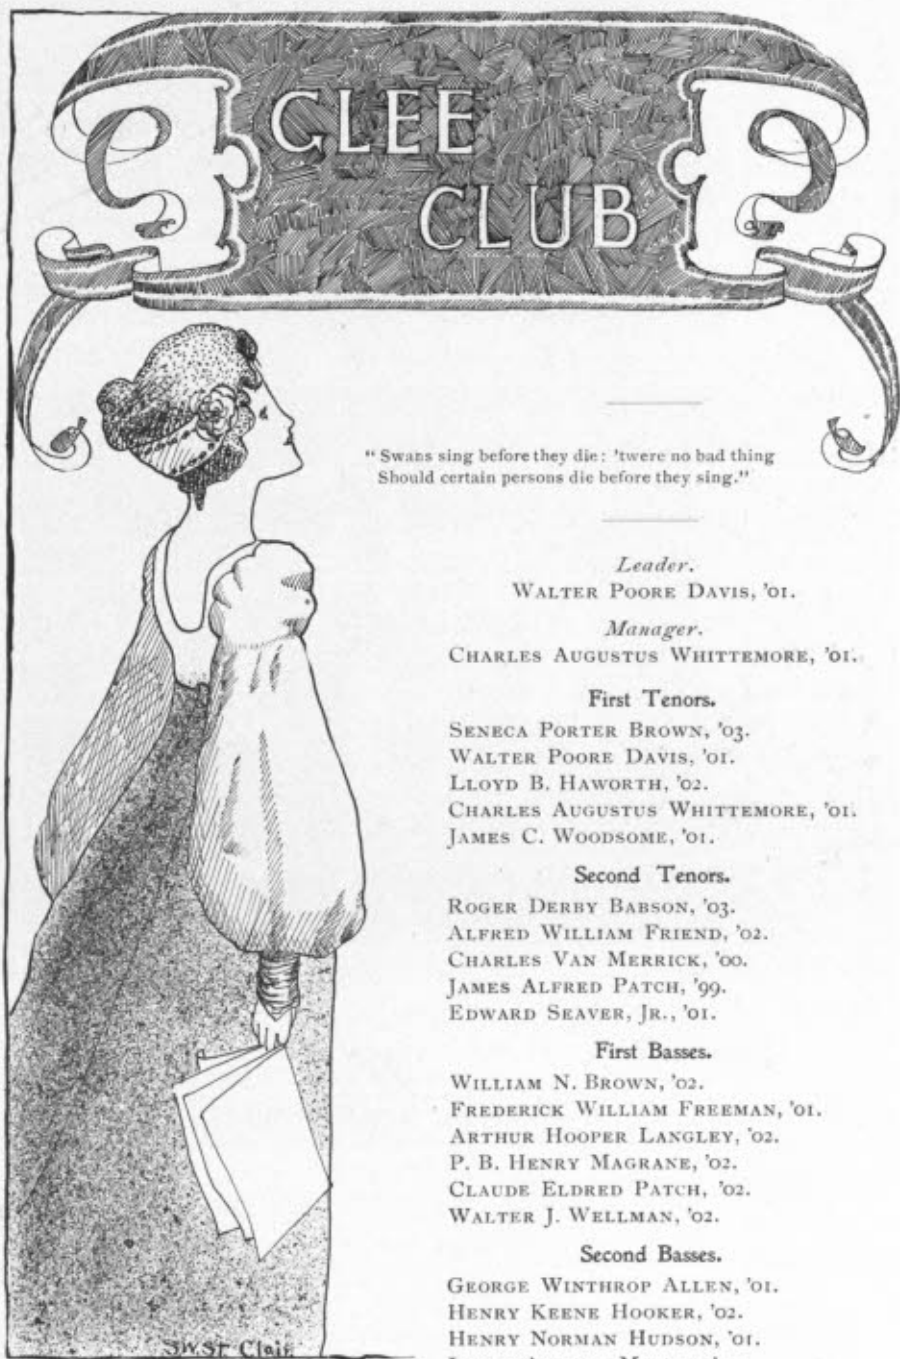 GLEE
CLUB
"Swans sing before they die: 'twere no bad thing
Should certain persons die before they sing."
Leader.
WALTER POORE DAVIS, '01.
Manager.
CHARLES AUGUSTUS WHITTEMORE, '01.
First Tenors.
SENECA PORTER BROWN, '03.
WALTER POORE DAVIS, '01.
LLOYD B. HAWORTH, '02.
CHARLES AUGUSTUS WHITTEMORE, '01.
JAMES C. WOODSOME, '01.
Second Tenors.
ROGER DERBY BABSON, '03.
ALFRED WILLIAM FRIEND, '02.
CHARLES VAN MERRICK, '00.
JAMES ALFRED PATCH, '99.
EDWARD SEAVER, JR., '01.
First Basses.
WILLIAM N. BROWN, '02.
FREDERICK WILLIAM FREEMAN, '01.
ARTHUR HOOPER LANGLEY, '02.
P. B. HENRY MAGRANE, '02.
CLAUDE ELDRED PATCH, '02.
WALTER J. WELLMAN, '02.
Second Basses.
GEORGE WINTHROP ALLEN, '01.
HENRY KEENE HOOKER, '02.
HENRY NORMAN HUDSON, '01.
S.W. St. Clair.